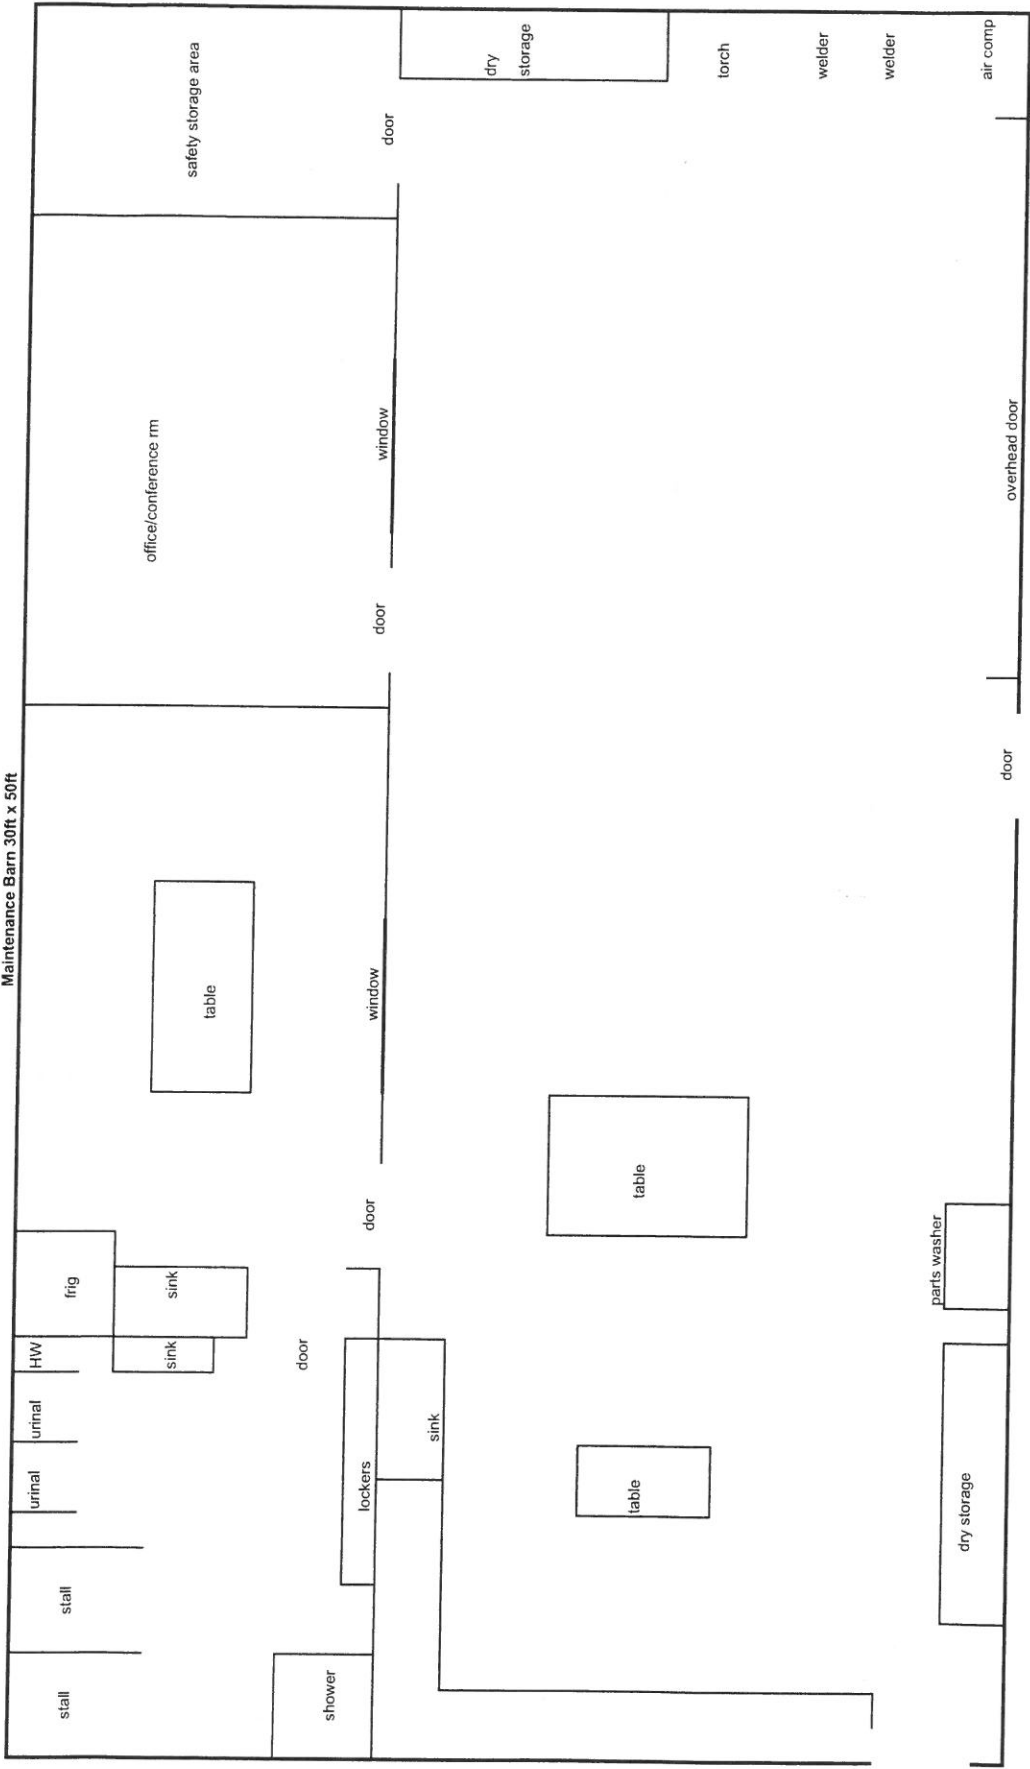 Maintenance Barn 30ft x 50ft
stall
stall
urinal
urinal
HW
frig
sink
sink
table
office/conference rm
safety storage area
shower
lockers
door
door
window
door
window
door
sink
dry
storage
table
table
torch
welder
welder
air comp
dry storage
parts washer
door
overhead door